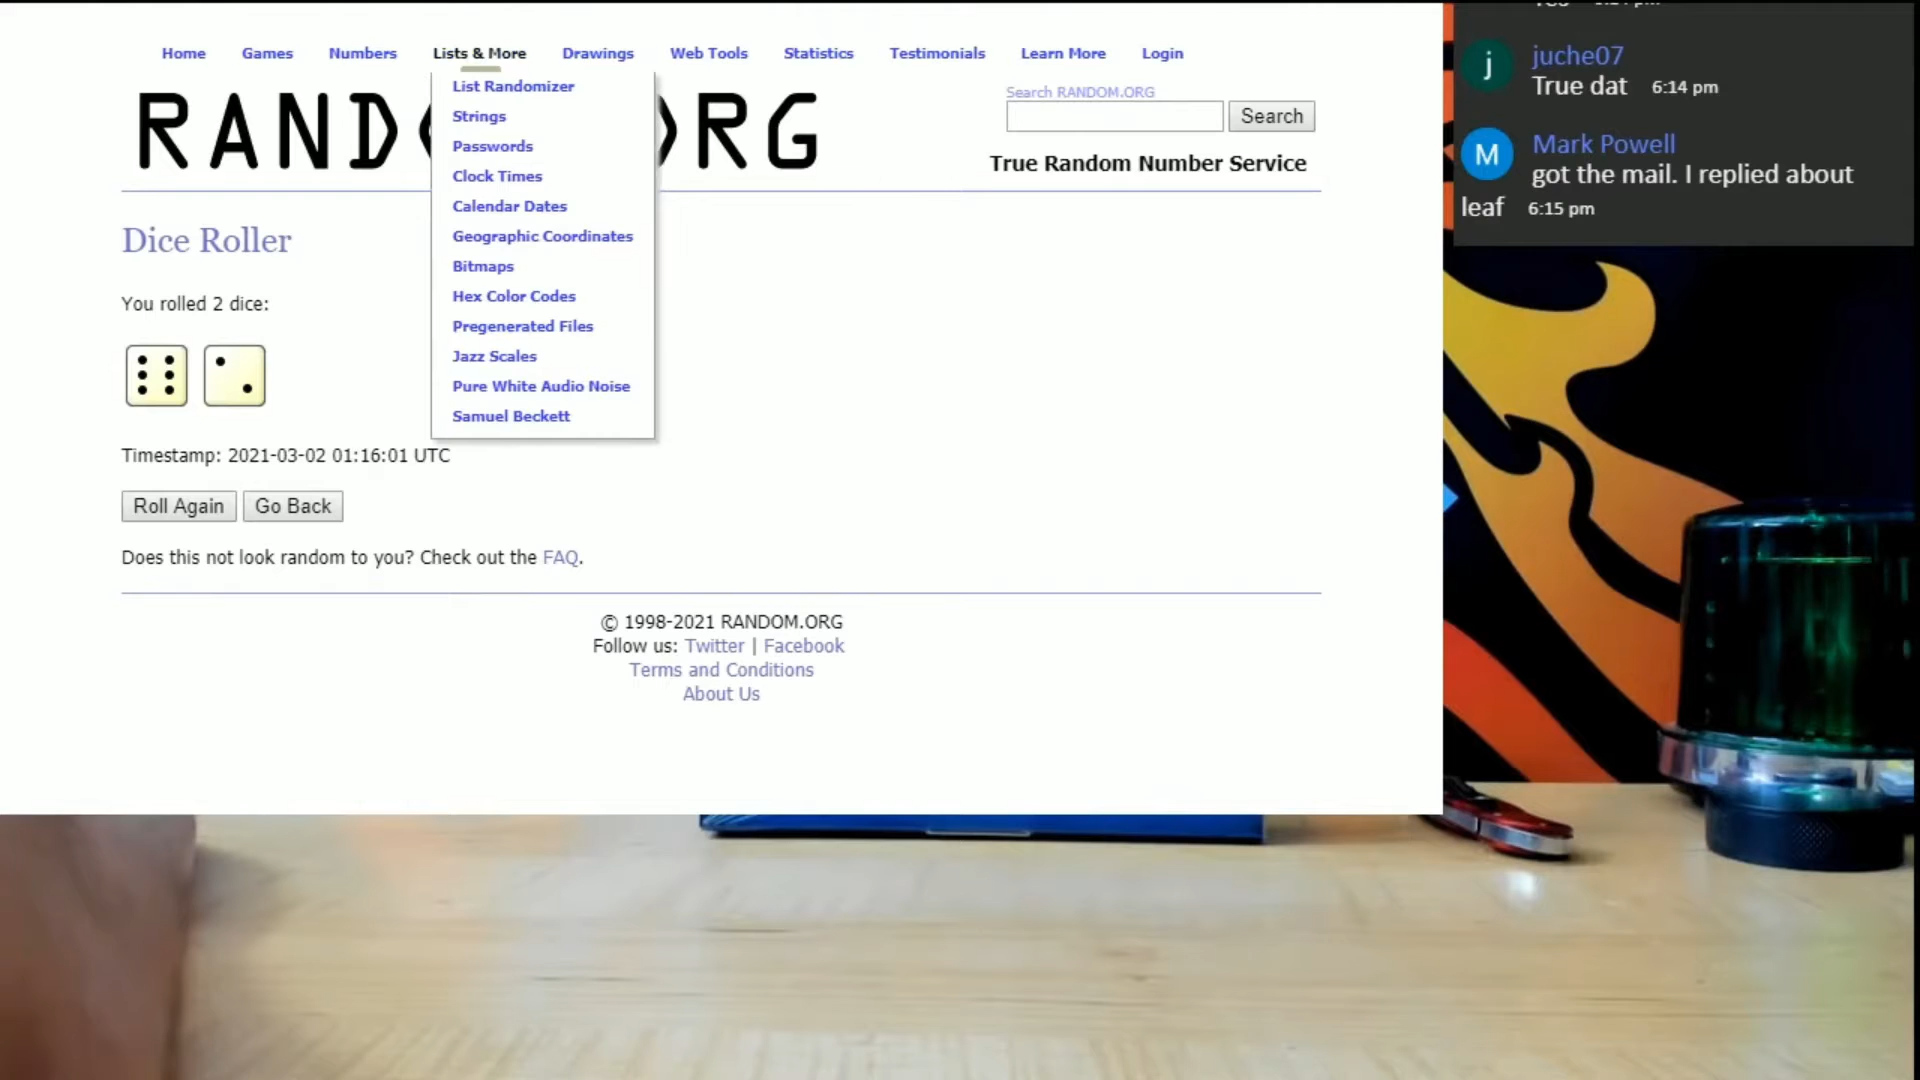 Home Games Numbers Lists & More Drawings Web Tools Statistics Testimonials Learn More Login
List Randomizer
Strings
Passwords
Clock Times
Calendar Dates
Geographic Coordinates
Bitmaps
Hex Color Codes
Pregenerated Files
Jazz Scales
Pure White Audio Noise
Samuel Beckett
RAND RG
Search RANDOM.ORG
Search
True Random Number Service
Dice Roller
You rolled 2 dice:
Timestamp: 2021-03-02 01:16:01 UTC
Roll Again Go Back
Does this not look random to you? Check out the FAQ.
© 1998-2021 RANDOM.ORG
Follow us: Twitter | Facebook
Terms and Conditions
About Us
j juche07
True dat 6:14 pm
M Mark Powell
got the mail. I replied about
leaf 6:15 pm